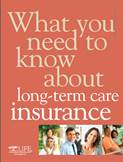 What you
need to
know
about
long-term care
insurance
LIFE